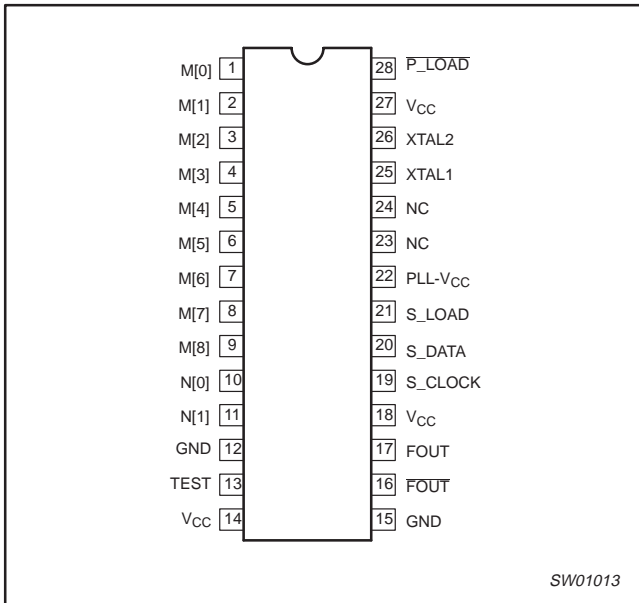 M[0] 1 28 P_LOAD
M[1] 2 27 VCC
M[2] 3 26 XTAL2
M[3] 4 25 XTAL1
M[4] 5 24 NC
M[5] 6 23 NC
M[6] 7 22 PLL-VCC
M[7] 8 21 S_LOAD
M[8] 9 20 S_DATA
N[0] 10 19 S_CLOCK
N[1] 11 18 VCC
GND 12 17 FOUT
TEST 13 16 FOUT
VCC 14 15 GND
SW01013